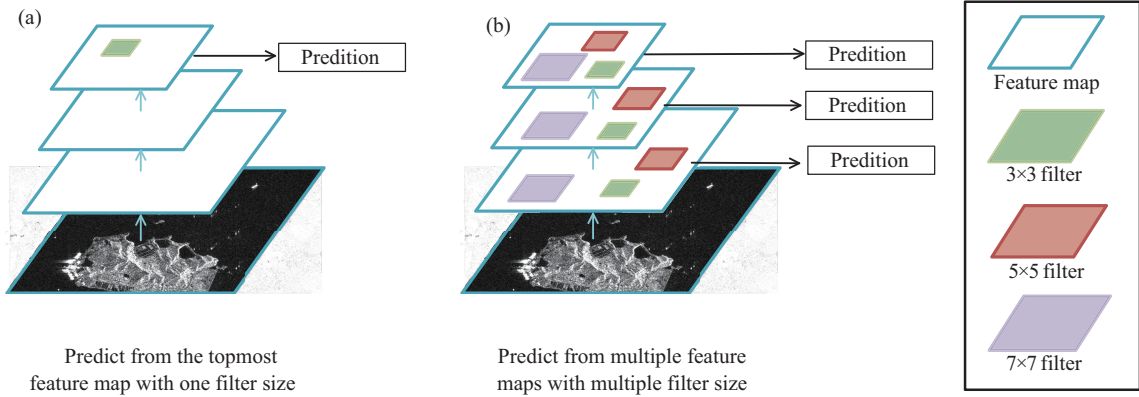 (a)
Predition
Predict from the topmost
feature map with one filter size
(b)
Predition
Predition
Predition
Predict from multiple feature
maps with multiple filter size
Feature map
3×3 filter
5×5 filter
7×7 filter